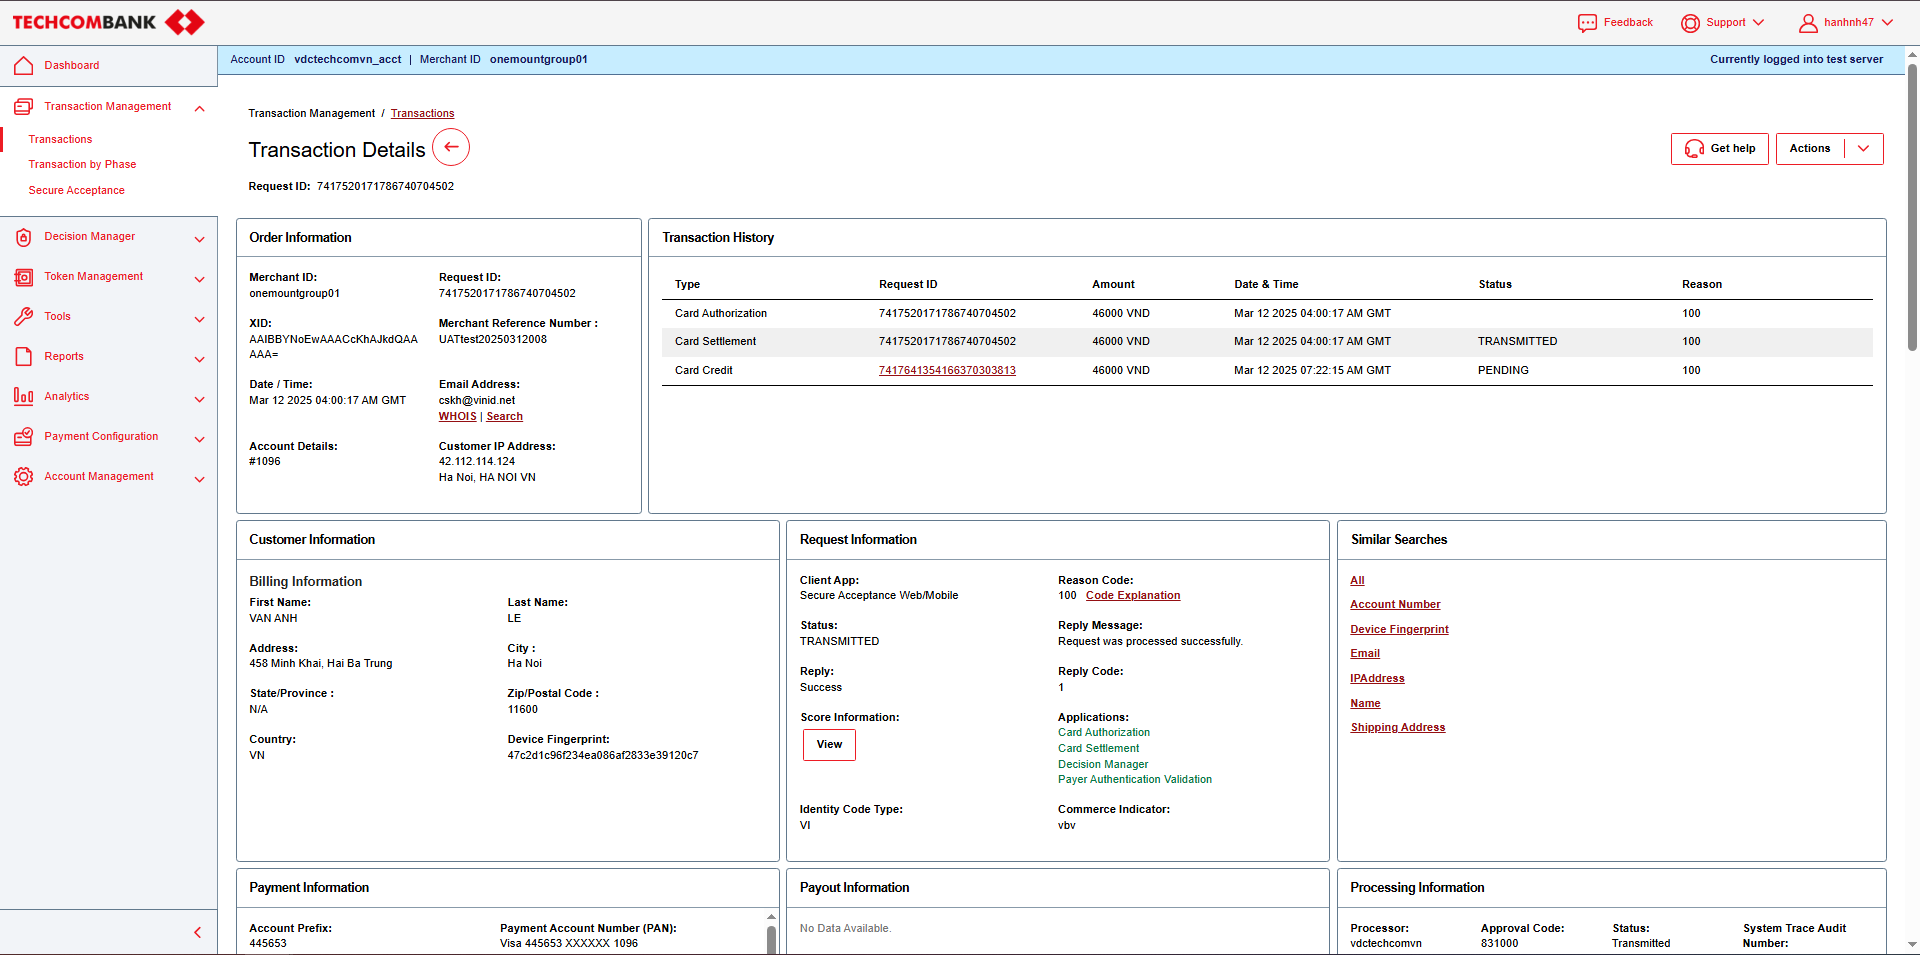 TECHCOMBANK
Feedback
Support
hanhnh47
Account ID vdctechcomvn_acct | Merchant ID onemountgroup01
Currently logged into test server
Dashboard
Transaction Management
Transactions
Transaction by Phase
Secure Acceptance
Decision Manager
Token Management
Tools
Reports
Analytics
Payment Configuration
Account Management
Transaction Management / Transactions
Transaction Details
Get help
Actions
Request ID: 7417520171786740704502
Order Information
Merchant ID:
onemountgroup01
Request ID:
7417520171786740704502
XID:
AAIBBYNoEwAAACcKhAJkdQAA
AAA=
Merchant Reference Number :
UATtest20250312008
Date / Time:
Mar 12 2025 04:00:17 AM GMT
Email Address:
cskh@vinid.net
WHOIS | Search
Account Details:
#1096
Customer IP Address:
42.112.114.124
Ha Noi, HA NOI VN
Transaction History
Type Request ID Amount Date & Time Status Reason
Card Authorization 7417520171786740704502 46000 VND Mar 12 2025 04:00:17 AM GMT 100
Card Settlement 7417520171786740704502 46000 VND Mar 12 2025 04:00:17 AM GMT TRANSMITTED 100
Card Credit 7417641354166370303813 46000 VND Mar 12 2025 07:22:15 AM GMT PENDING 100
Customer Information
Billing Information
First Name:
VAN ANH
Last Name:
LE
Address:
458 Minh Khai, Hai Ba Trung
City :
Ha Noi
State/Province :
N/A
Zip/Postal Code :
11600
Country:
VN
Device Fingerprint:
47c2d1c96f234ea086af2833e39120c7
Request Information
Client App:
Secure Acceptance Web/Mobile
Reason Code:
100 Code Explanation
Status:
TRANSMITTED
Reply Message:
Request was processed successfully.
Reply:
Success
Reply Code:
1
Score Information:
View
Applications:
Card Authorization
Card Settlement
Decision Manager
Payer Authentication Validation
Identity Code Type:
VI
Commerce Indicator:
vbv
Similar Searches
All
Account Number
Device Fingerprint
Email
IPAddress
Name
Shipping Address
Payment Information
Account Prefix:
445653
Payment Account Number (PAN):
Visa 445653 XXXXXX 1096
Payout Information
No Data Available.
Processing Information
Processor:
vdctechcomvn
Approval Code:
831000
Status:
Transmitted
System Trace Audit
Number: